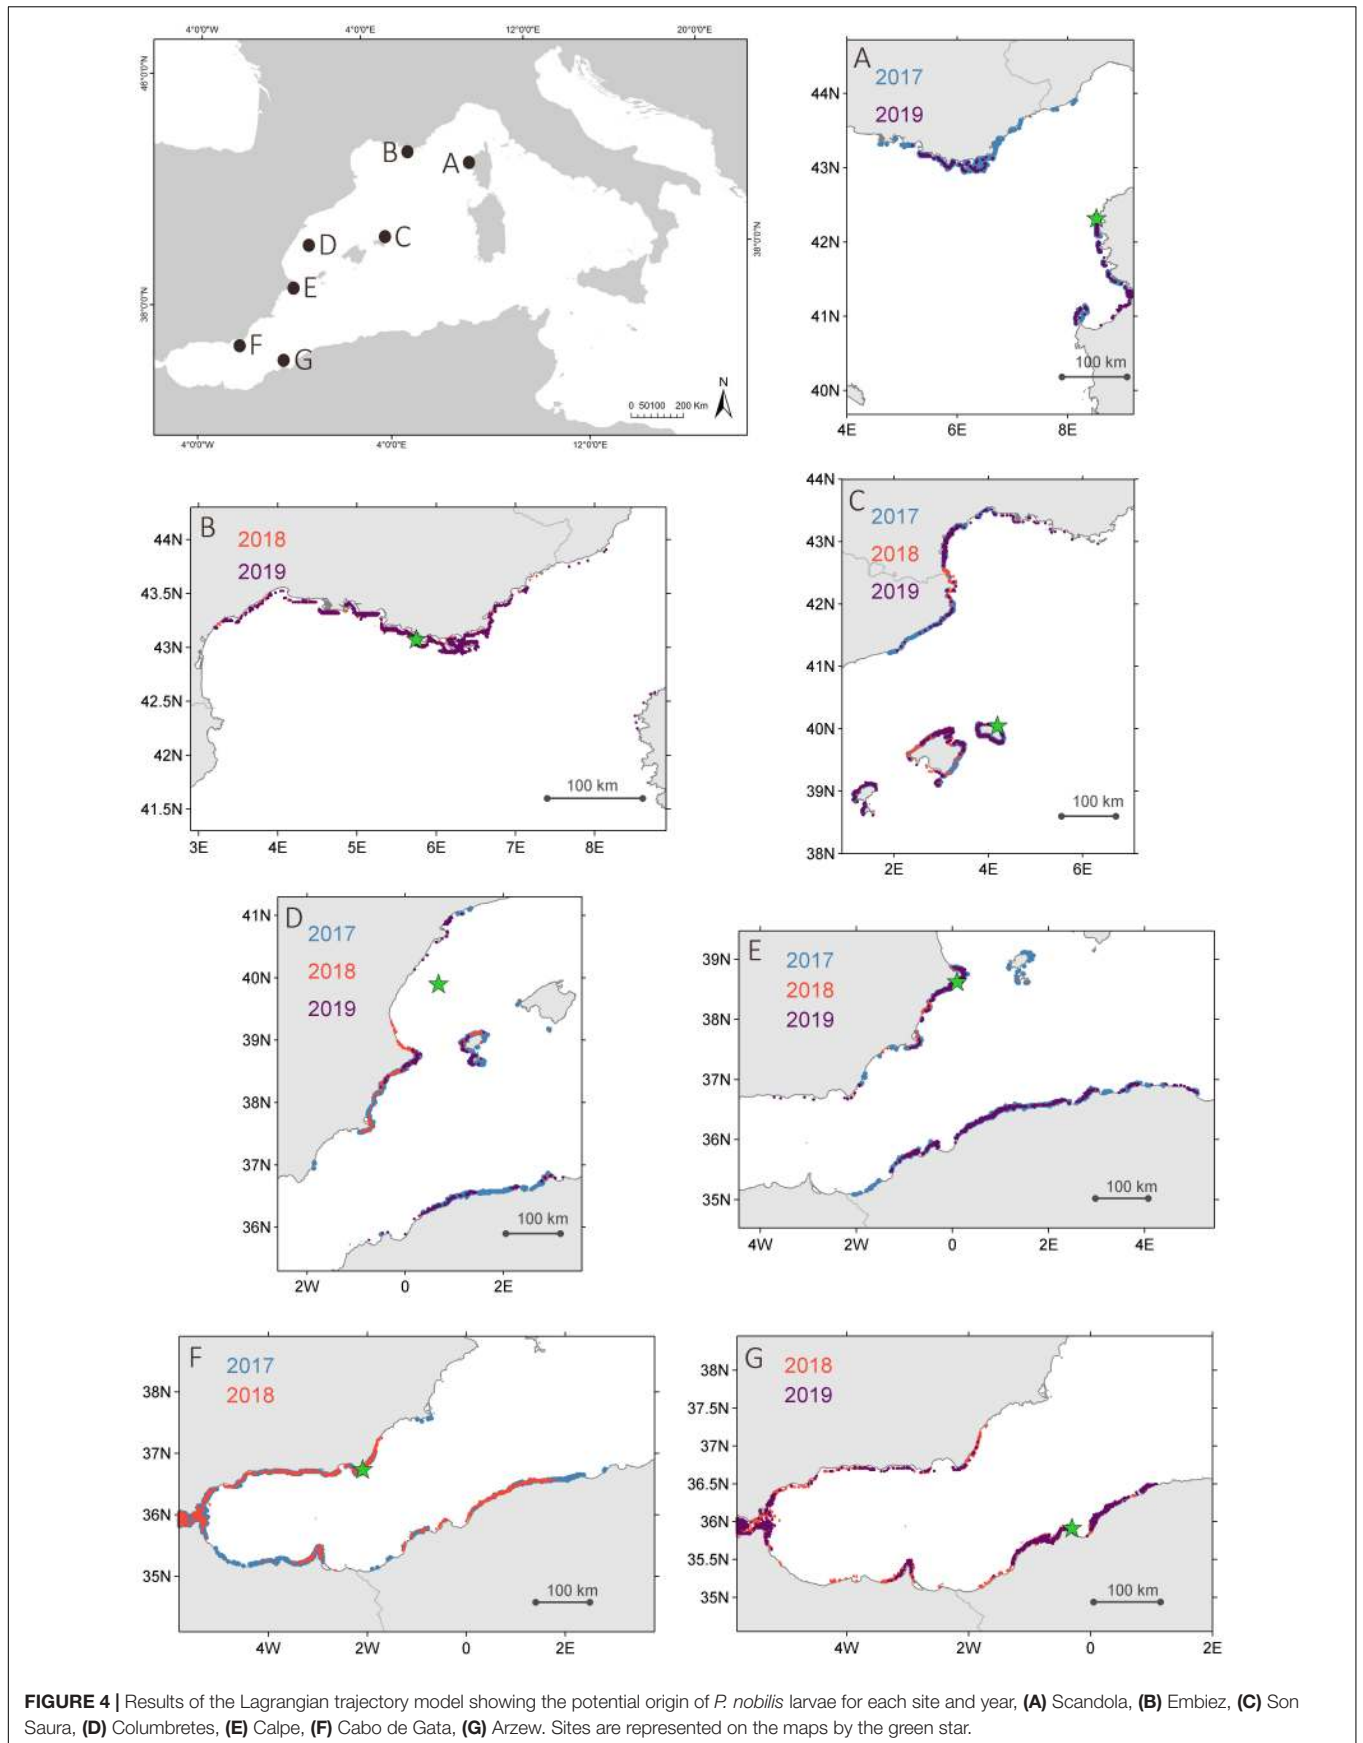 4°0'0"W 4°0'0"E 12°0'0"E 20°0'0"E
38°0'0"N
38°0'0"N
B
A
C
D
E
F
G
N
0 50100 200 Km
4°0'0"W 4°0'0"E 12°0'0"E
A
2017
2019
44N
43N
42N
41N
40N
100 km
4E 6E 8E
B
2018
2019
44N
43.5N
43N
42.5N
42N
41.5N
100 km
3E 4E 5E 6E 7E 8E
C
2017
2018
2019
44N
43N
42N
41N
40N
39N
38N
100 km
2E 4E 6E
D
2017
2018
2019
41N
40N
39N
38N
37N
36N
100 km
2W 0 2E
E
2017
2018
2019
39N
38N
37N
36N
35N
100 km
4W 2W 0 2E 4E
F
2017
2018
38N
37N
36N
35N
100 km
4W 2W 0 2E
G
2018
2019
38N
37.5N
37N
36.5N
36N
35.5N
35N
100 km
4W 2W 0 2E
FIGURE 4 | Results of the Lagrangian trajectory model showing the potential origin of P. nobilis larvae for each site and year, (A) Scandola, (B) Embiez, (C) Son
Saura, (D) Columbretes, (E) Calpe, (F) Cabo de Gata, (G) Arzew. Sites are represented on the maps by the green star.